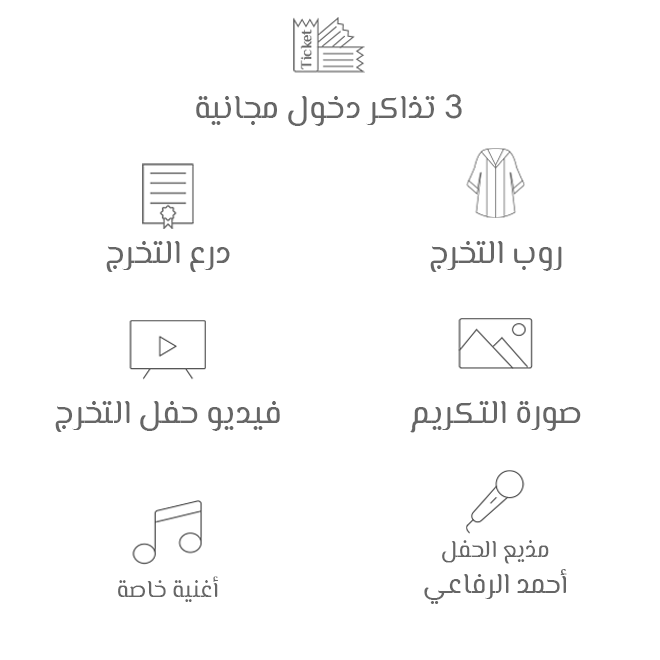 Ticket
3 تذاكر دخول مجانية
روب التخرج
درع التخرج
صورة التكريم
فيديو حفل التخرج
مذيع الحفل
أحمد الرفاعي
أغنية خاصة